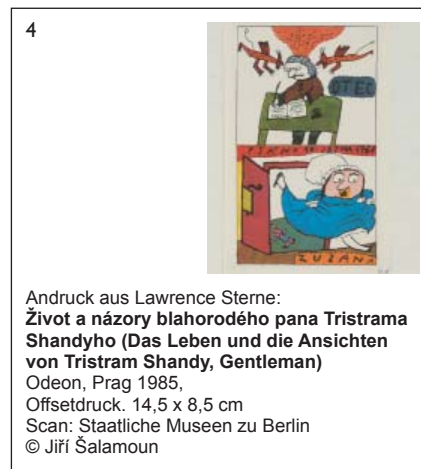 4
OTEC
ZUZANA
Andruck aus Lawrence Sterne:
Život a názory blahorodého pana Tristrama
Shandyho (Das Leben und die Ansichten
von Tristram Shandy, Gentleman)
Odeon, Prag 1985,
Offsetdruck. 14,5 x 8,5 cm
Scan: Staatliche Museen zu Berlin
© Jiří Šalamoun